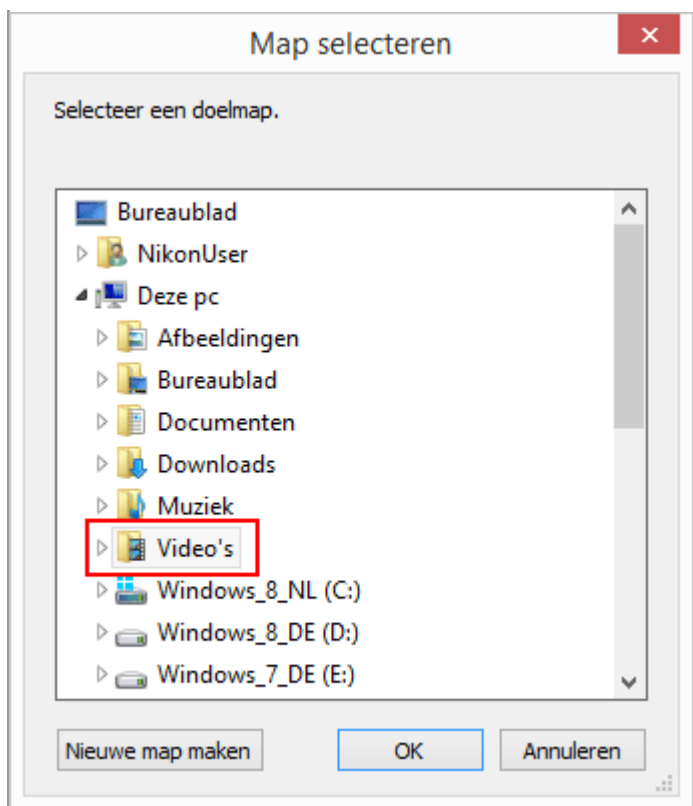 Map selecteren
Selecteer een doelmap.
Bureaublad
NikonUser
Deze pc
Afbeeldingen
Bureaublad
Documenten
Downloads
Muziek
Video's
Windows_8_NL (C:)
Windows_8_DE (D:)
Windows_7_DE (E:)
Nieuwe map maken OK Annuleren